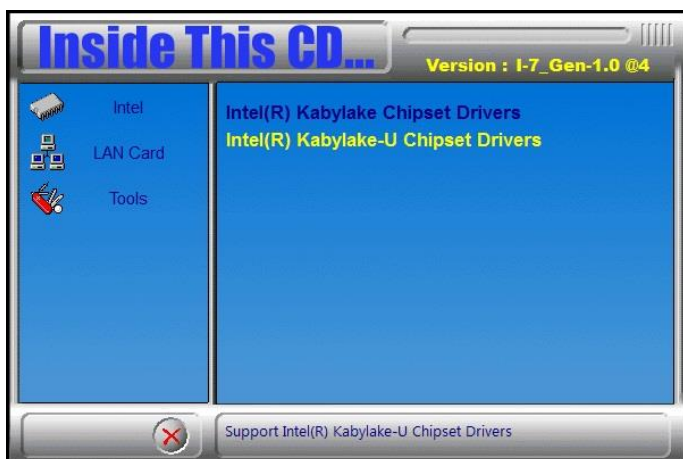 Inside This CD...
Version : I-7_Gen-1.0 @4
Intel
LAN Card
Tools
Intel(R) Kabylake Chipset Drivers
Intel(R) Kabylake-U Chipset Drivers
Support Intel(R) Kabylake-U Chipset Drivers